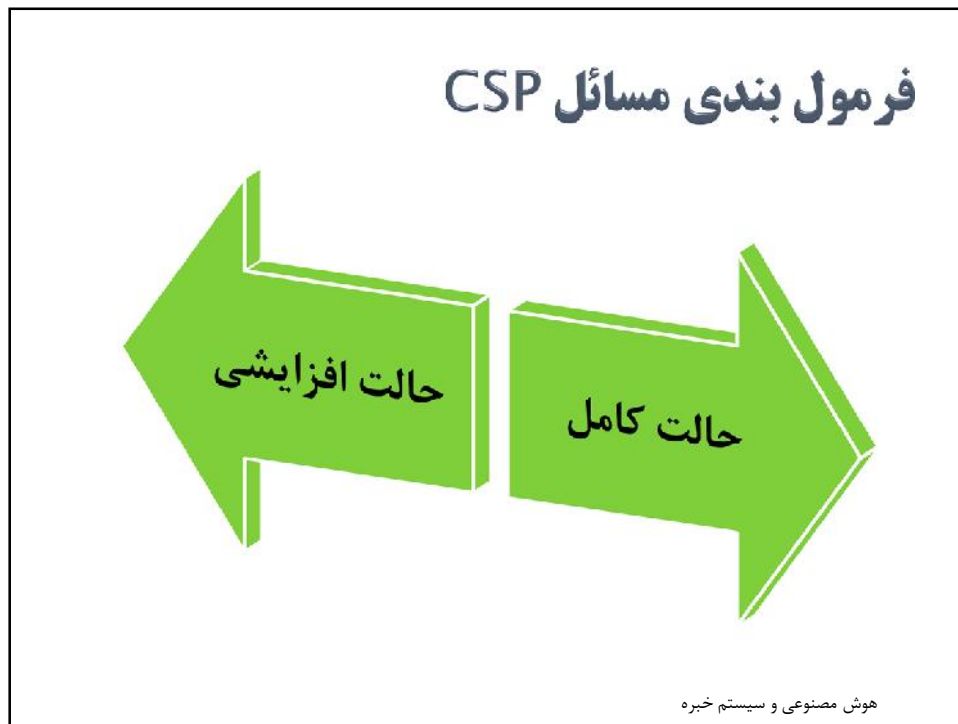 فرمول بندی مسائل CSP
حالت کامل
حالت افزایشی
هوش مصنوعی و سیستم خبره